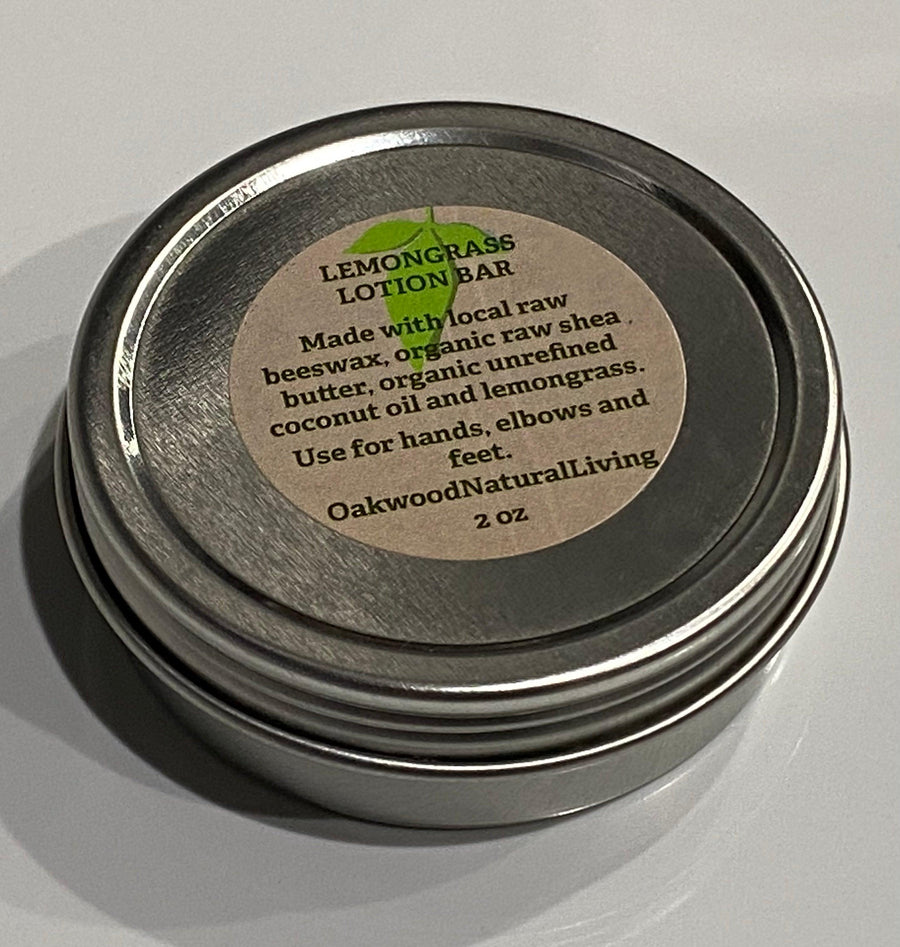 LEMONGRASS
LOTION BAR
Made with local raw
beeswax, organic raw shea
butter, organic unrefined
coconut oil and lemongrass.
Use for hands, elbows and
feet.
OakwoodNaturalLiving
2 oz